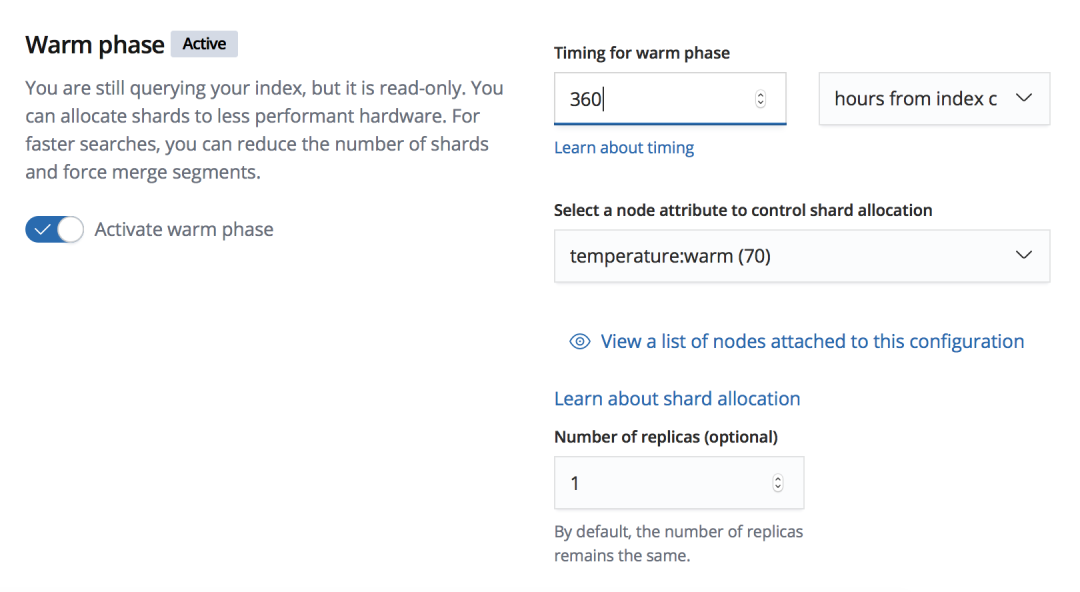 Warm phase Active
You are still querying your index, but it is read-only. You
can allocate shards to less performant hardware. For
faster searches, you can reduce the number of shards
and force merge segments.
Activate warm phase
Timing for warm phase
360
hours from index c
Learn about timing
Select a node attribute to control shard allocation
temperature:warm (70)
View a list of nodes attached to this configuration
Learn about shard allocation
Number of replicas (optional)
1
By default, the number of replicas
remains the same.